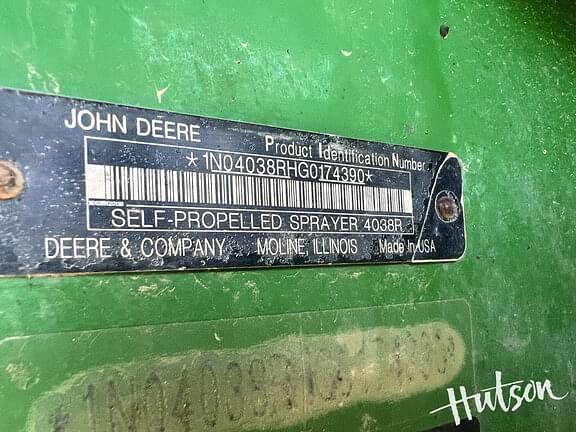 JOHN DEERE
Product Identification Number
*1N04038RHG0174390*
SELF-PROPELLED SPRAYER 4038R
DEERE & COMPANY MOLINE, ILLINOIS Made in USA
Hutson